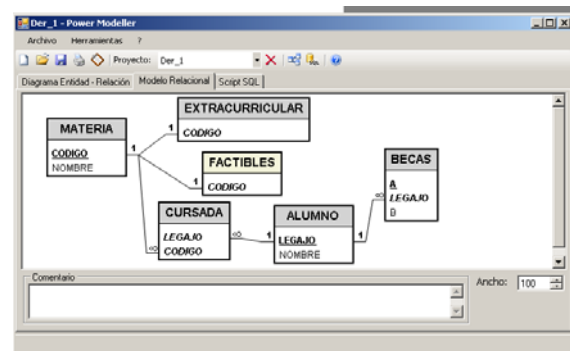 Der_1 - Power Modeller
Archivo Herramientas ?
Proyecto: Der_1
Diagrama Entidad - Relación Modelo Relacional Script SQL
EXTRACURRICULAR
CODIGO
MATERIA
CODIGO
NOMBRE
1
1
1
FACTIBLES
CODIGO
BECAS
A
LEGAJO
B
CURSADA
LEGAJO
CODIGO
∞
∞
1
ALUMNO
LEGAJO
NOMBRE
1
∞
Comentario
Ancho: 100